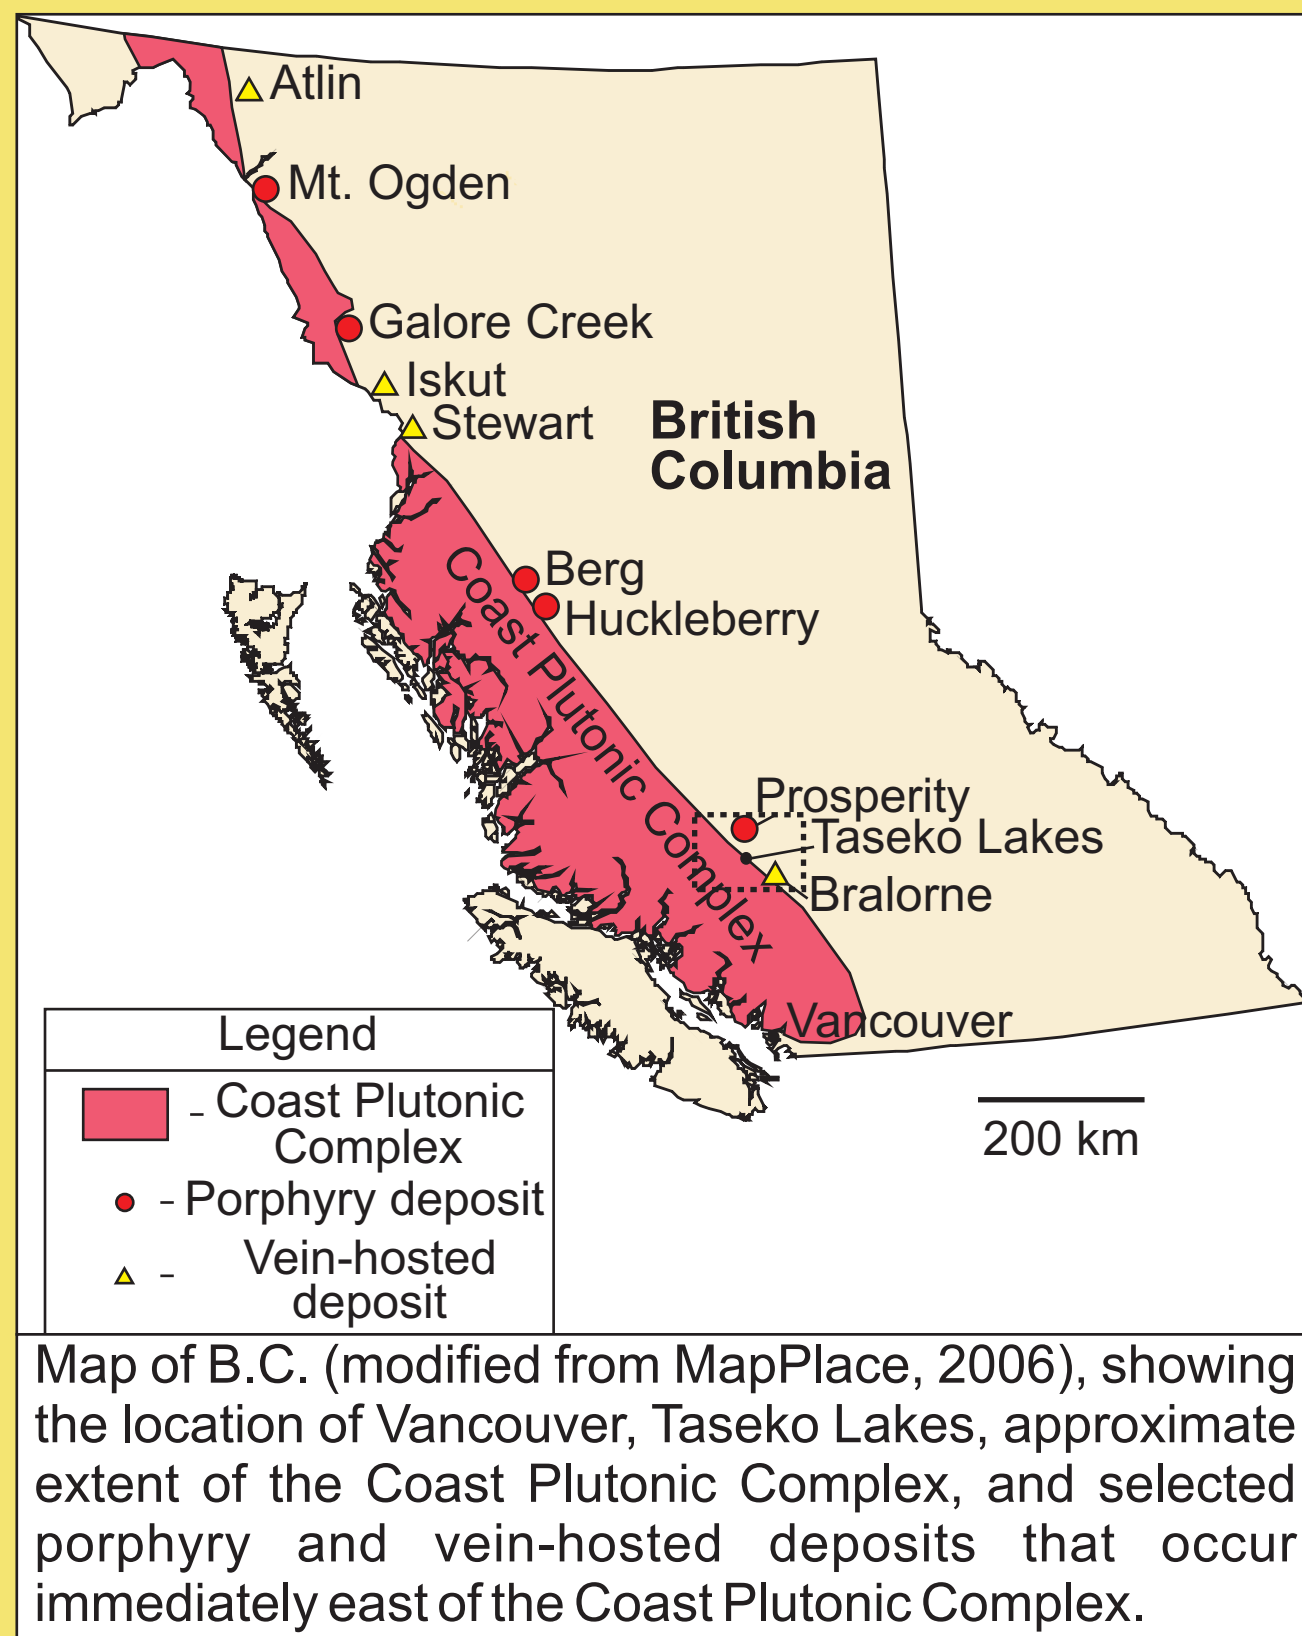 Atlin
Mt. Ogden
Galore Creek
Iskut
Stewart
British
Columbia
Berg
Huckleberry
Coast Plutonic Complex
Prosperity
Taseko Lakes
Bralorne
Vancouver
Legend
- Coast Plutonic
Complex
- Porphyry deposit
- Vein-hosted
deposit
200 km
Map of B.C. (modified from MapPlace, 2006), showing
the location of Vancouver, Taseko Lakes, approximate
extent of the Coast Plutonic Complex, and selected
porphyry and vein-hosted deposits that occur
immediately east of the Coast Plutonic Complex.